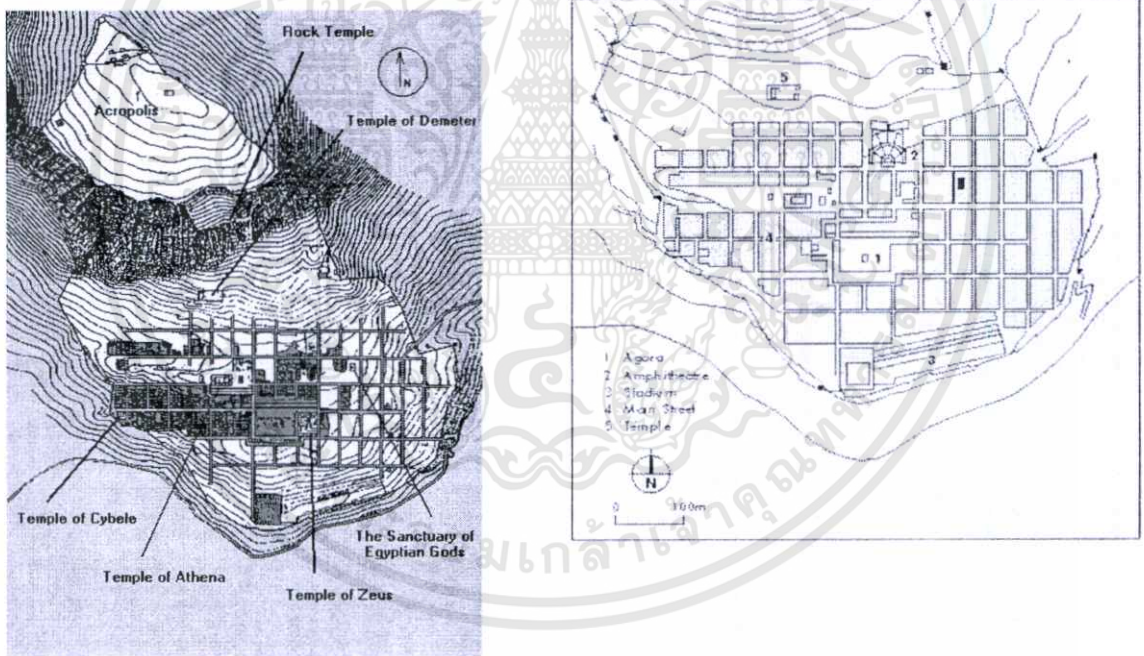 Rock Temple
N
Acropolis
Temple of Demeter
Temple of Cybele
Temple of Athena
Temple of Zeus
The Sanctuary of
Egyptian Gods
5
2
4
1
3
1 Agora
2 Amphitheatre
3 Stadium
4 Main Street
5 Temple
N
0 100m